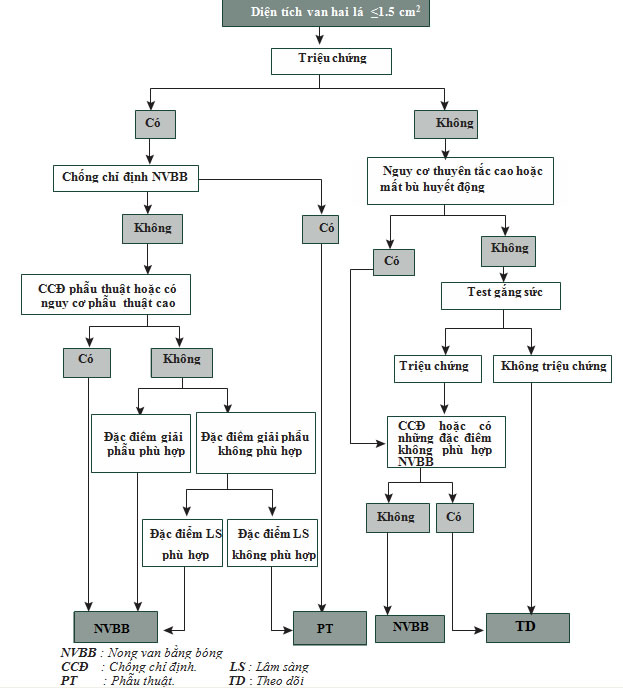 Diện tích van hai lá ≤1.5 cm²
Triệu chứng
Có
Không
Chống chỉ định NVBB
Nguy cơ thuyên tắc cao hoặc
mất bù huyết động
Không
Có
Có
Không
CCĐ phẫu thuật hoặc có
nguy cơ phẫu thuật cao
Test gắng sức
Có
Không
Triệu chứng
Không triệu chứng
Đặc điểm giải
phẫu phù hợp
Đặc điểm giải phẫu
không phù hợp
CCĐ hoặc có
những đặc điểm
không phù hợp
NVBB
Đặc điểm LS
phù hợp
Đặc điểm LS
không phù hợp
Không
Có
NVBB
PT
NVBB
TD
NVBB : Nong van bằng bóng
CCĐ : Chống chỉ định. LS : Lâm sàng
PT : Phẫu thuật. TD : Theo dõi